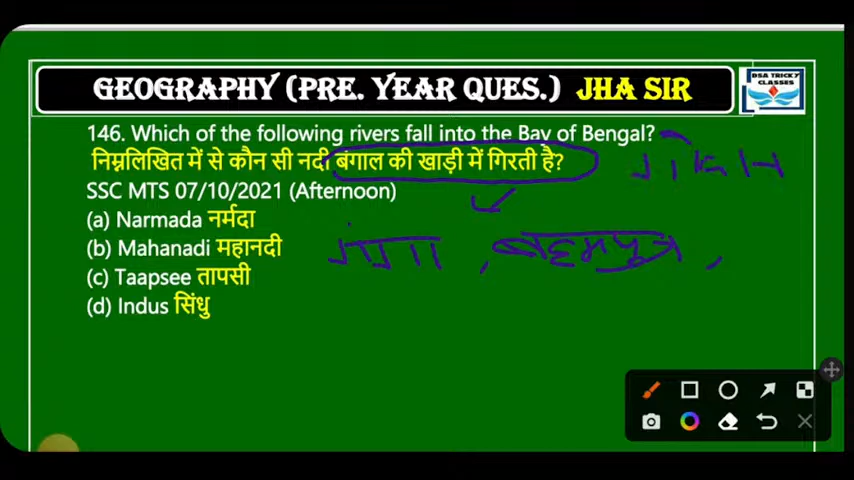 GEOGRAPHY (PRE. YEAR QUES.) JHA SIR
DSA TRICKY
CLASSES
146. Which of the following rivers fall into the Bay of Bengal?
निम्नलिखित में से कौन सी नदी बंगाल की खाड़ी में गिरती है?
SSC MTS 07/10/2021 (Afternoon)
(a) Narmada नर्मदा
(b) Mahanadi महानदी
गंगा, ब्रह्मपुत्र,
(c) Taapsee तापसी
(d) Indus सिंधु